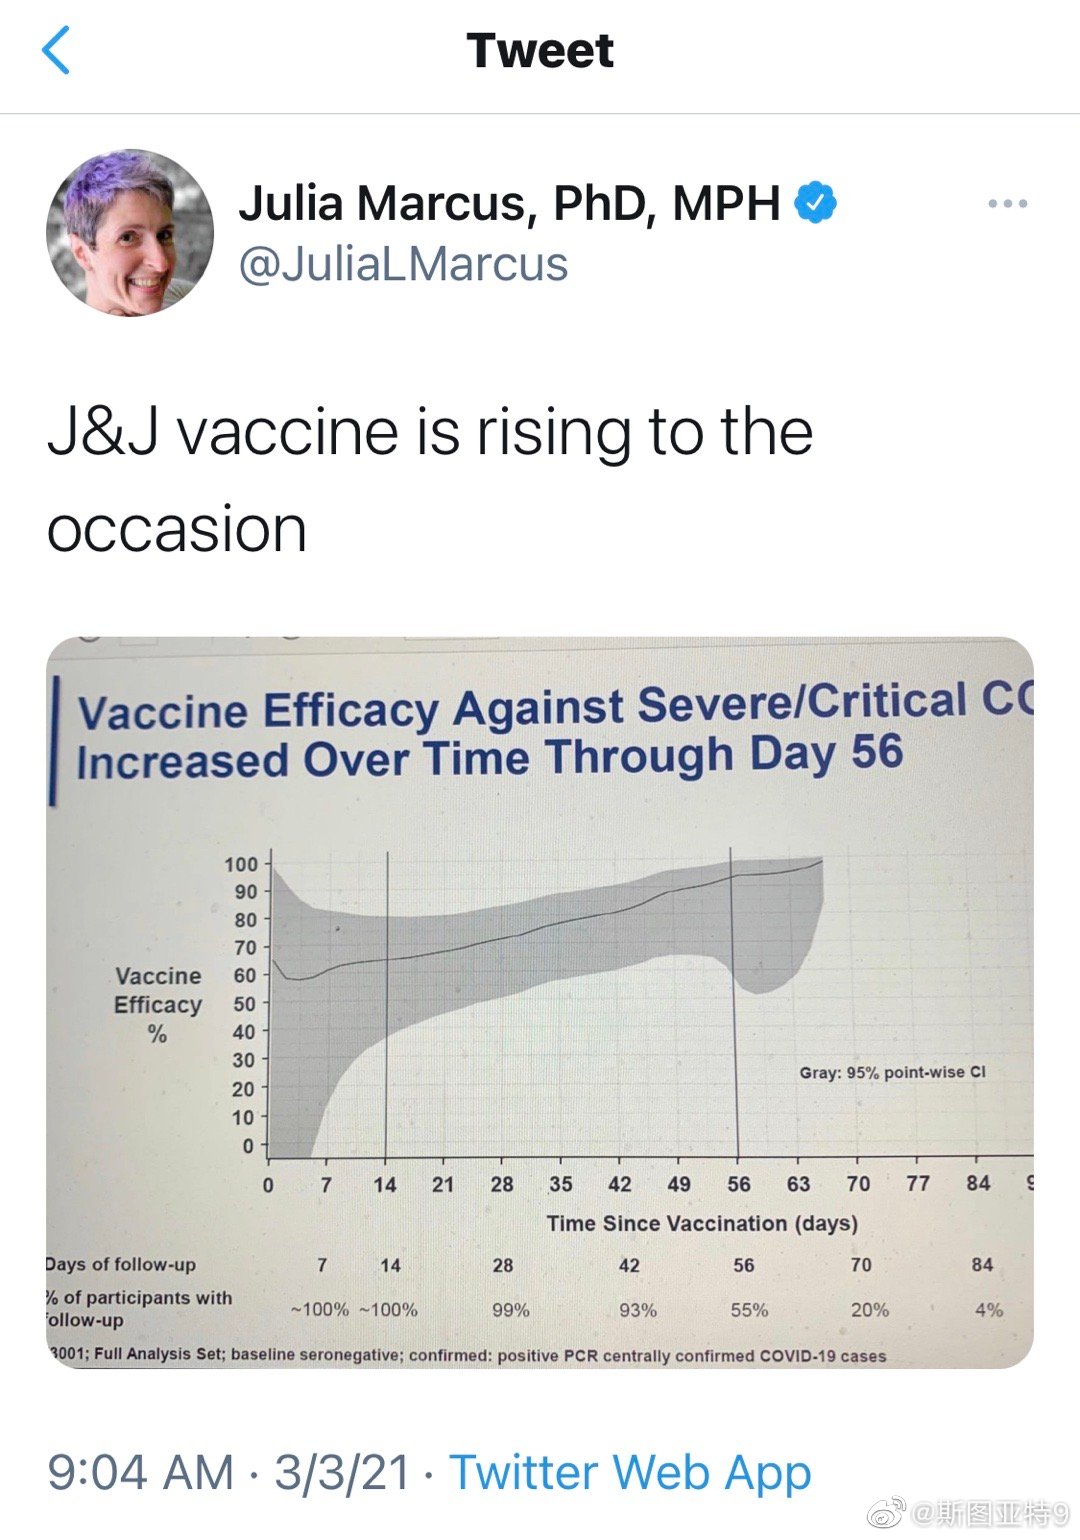 Tweet
Julia Marcus, PhD, MPH
@JuliaLMarcus
J&J vaccine is rising to the
occasion
Vaccine Efficacy Against Severe/Critical CO
Increased Over Time Through Day 56
100
90
80
70
60
50
40
30
20
10
0
Vaccine
Efficacy
%
Gray: 95% point-wise CI
0 7 14 21 28 35 42 49 56 63 70 77 84 9
Time Since Vaccination (days)
Days of follow-up 7 14 28 42 56 70 84
% of participants with
ollow-up ~100% ~100% 99% 93% 55% 20% 4%
3001; Full Analysis Set; baseline seronegative; confirmed: positive PCR centrally confirmed COVID-19 cases
9:04 AM · 3/3/21 · Twitter Web App
@斯图亚特9